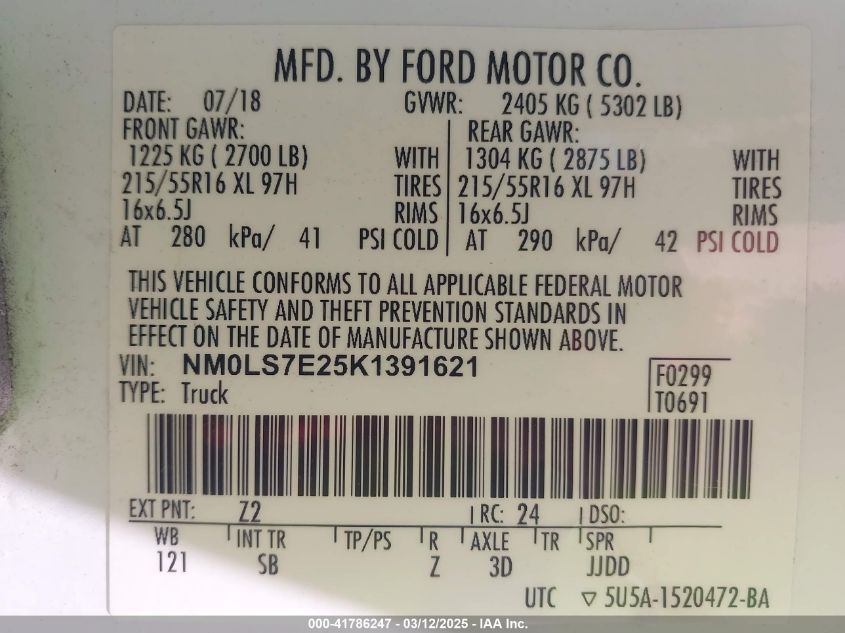 MFD. BY FORD MOTOR CO.
DATE: 07/18 GVWR: 2405 KG ( 5302 LB)
FRONT GAWR: REAR GAWR:
1225 KG ( 2700 LB) WITH 1304 KG ( 2875 LB) WITH
215/55R16 XL 97H TIRES 215/55R16 XL 97H TIRES
16x6.5J RIMS 16x6.5J RIMS
AT 280 kPa/ 41 PSI COLD AT 290 kPa/ 42 PSI COLD
THIS VEHICLE CONFORMS TO ALL APPLICABLE FEDERAL MOTOR
VEHICLE SAFETY AND THEFT PREVENTION STANDARDS IN
EFFECT ON THE DATE OF MANUFACTURE SHOWN ABOVE.
VIN: NM0LS7E25K1391621
F0299
TYPE: Truck
T0691
EXT PNT: Z2 RC: 24 DSO:
WB INT TR TP/PS R AXLE TR SPR
121 SB Z 3D JJDD
UTC ▽ 5U5A-1520472-BA
000-41786247 - 03/12/2025 - IAA Inc.